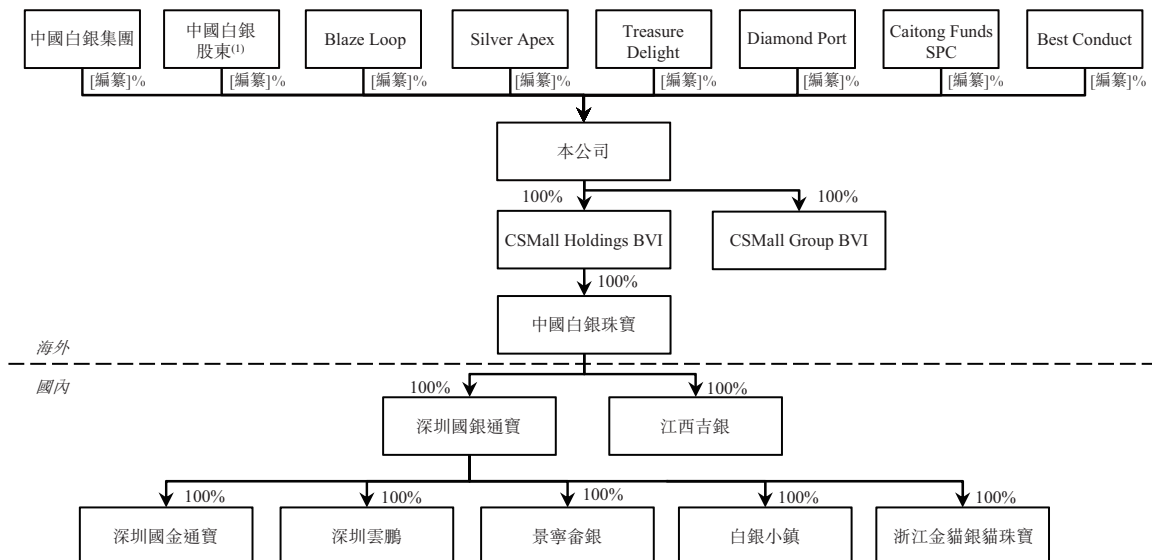 中國白銀集團
中國白銀
股東(1)
Blaze Loop
Silver Apex
Treasure
Delight
Diamond Port
Caitong Funds
SPC
Best Conduct
[編纂]%
[編纂]%
[編纂]%
[編纂]%
[編纂]%
[編纂]%
[編纂]%
[編纂]%
本公司
100%
100%
CSMall Holdings BVI
CSMall Group BVI
100%
中國白銀珠寶
海外
國內
100%
100%
深圳國銀通寶
江西吉銀
100%
100%
100%
100%
100%
深圳國金通寶
深圳雲鵬
景寧畲銀
白銀小鎮
浙江金貓銀貓珠寶